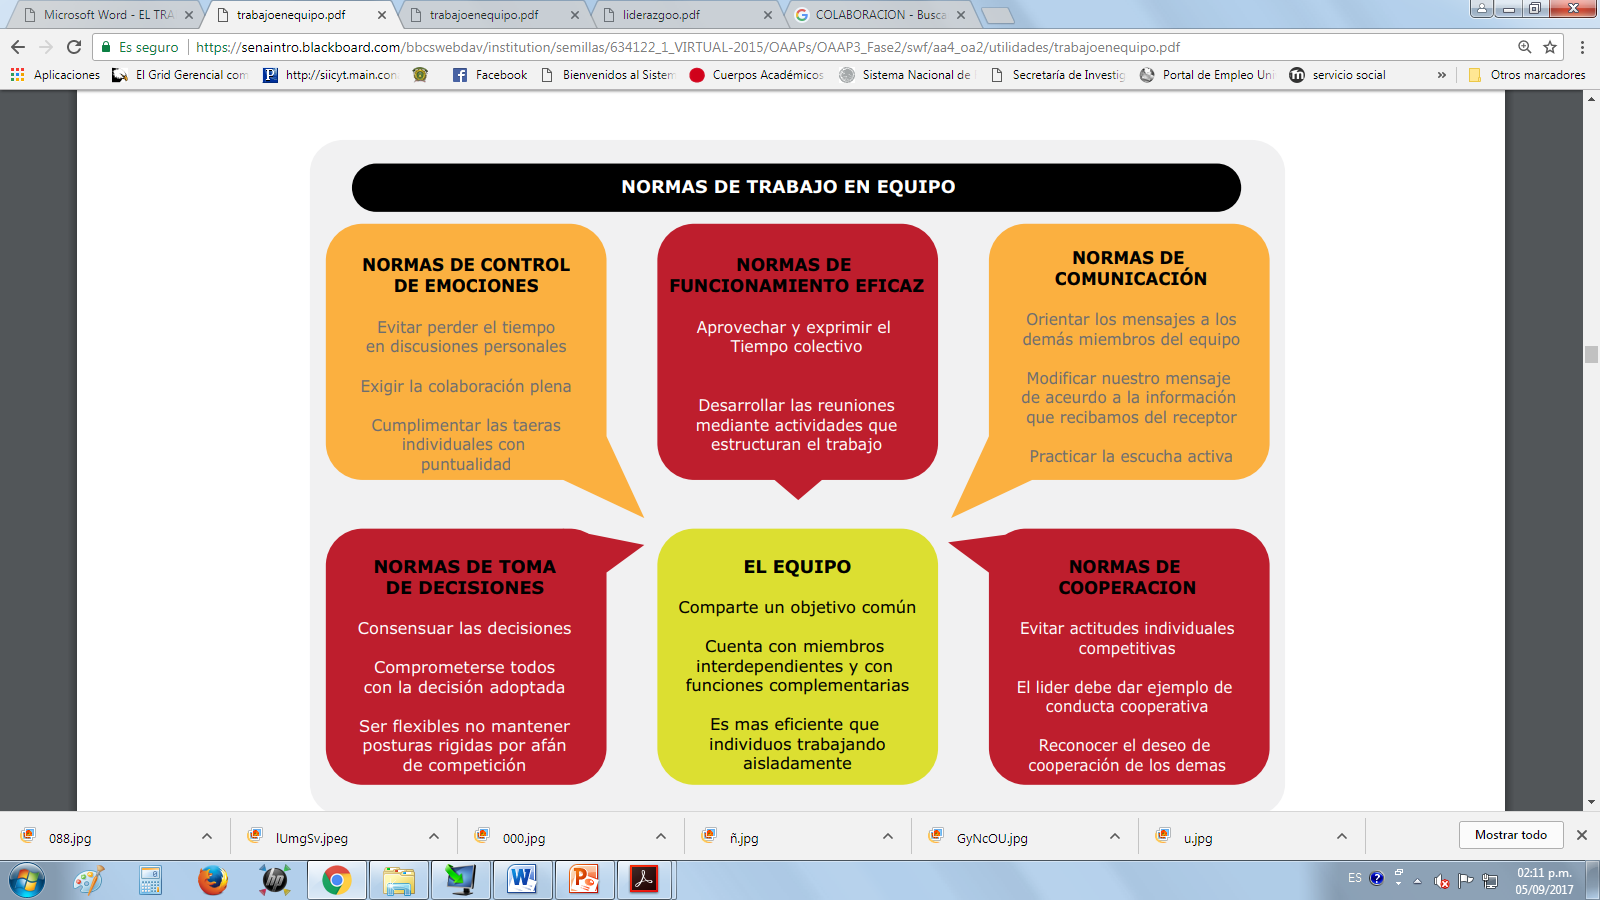 Microsoft Word - EL TRA
trabajoenequipo.pdf
trabajoenequipo.pdf
liderazgoo.pdf
COLABORACION - Busca
Es seguro
https://senaintro.blackboard.com/bbcswebdav/institution/semillas/634122_1_VIRTUAL-2015/OAAPs/OAAP3_Fase2/swf/aa4_oa2/utilidades/trabajoenequipo.pdf
Aplicaciones
El Grid Gerencial com
http://siicyt.main.con
Facebook
Bienvenidos al Sistem
Cuerpos Académicos
Sistema Nacional de
Secretaría de Investig
Portal de Empleo Uni
servicio social
»
Otros marcadores
NORMAS DE TRABAJO EN EQUIPO
NORMAS DE CONTROL
DE EMOCIONES
Evitar perder el tiempo
en discusiones personales
Exigir la colaboración plena
Cumplimentar las taeras
individuales con
puntualidad
NORMAS DE
FUNCIONAMIENTO EFICAZ
Aprovechar y exprimir el
Tiempo colectivo
Desarrollar las reuniones
mediante actividades que
estructuran el trabajo
NORMAS DE
COMUNICACIÓN
Orientar los mensajes a los
demás miembros del equipo
Modificar nuestro mensaje
de aceurdo a la información
que recibamos del receptor
Practicar la escucha activa
NORMAS DE TOMA
DE DECISIONES
Consensuar las decisiones
Comprometerse todos
con la decisión adoptada
Ser flexibles no mantener
posturas rigidas por afán
de competición
EL EQUIPO
Comparte un objetivo común
Cuenta con miembros
interdependientes y con
funciones complementarias
Es mas eficiente que
individuos trabajando
aisladamente
NORMAS DE
COOPERACION
Evitar actitudes individuales
competitivas
El lider debe dar ejemplo de
conducta cooperativa
Reconocer el deseo de
cooperación de los demas
088.jpg
lUmgSv.jpeg
000.jpg
ñ.jpg
GyNcOU.jpg
u.jpg
Mostrar todo
ES
02:11 p.m.
05/09/2017